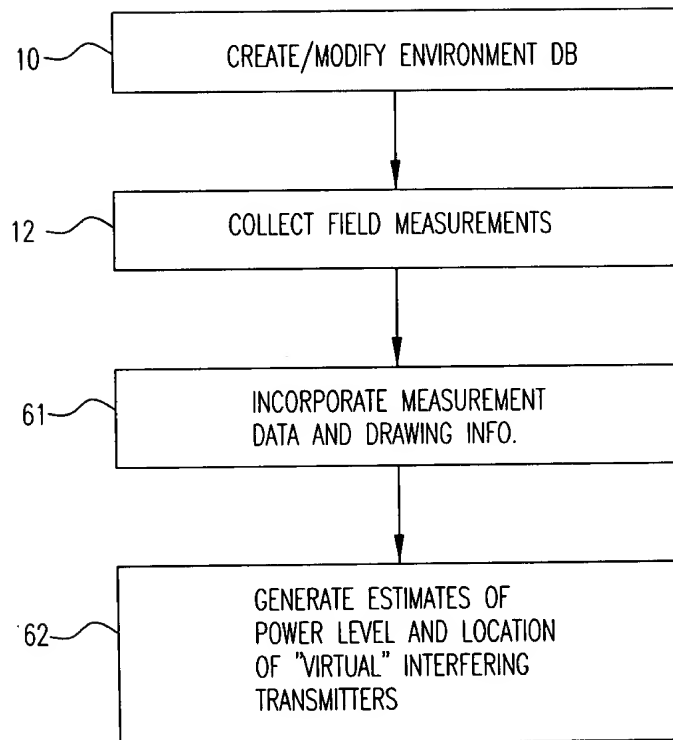 10
CREATE/MODIFY ENVIRONMENT DB
12
COLLECT FIELD MEASUREMENTS
61
INCORPORATE MEASUREMENT
DATA AND DRAWING INFO.
62
GENERATE ESTIMATES OF
POWER LEVEL AND LOCATION
OF "VIRTUAL" INTERFERING
TRANSMITTERS